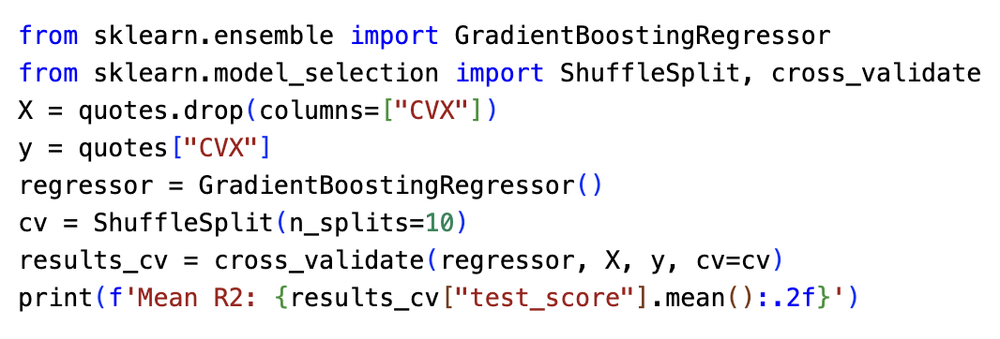 from sklearn.ensemble import GradientBoostingRegressor
from sklearn.model_selection import ShuffleSplit, cross_validate
X = quotes.drop(columns=["CVX"])
y = quotes["CVX"]
regressor = GradientBoostingRegressor()
cv = ShuffleSplit(n_splits=10)
results_cv = cross_validate(regressor, X, y, cv=cv)
print(f'Mean R2: {results_cv["test_score"].mean():.2f}')